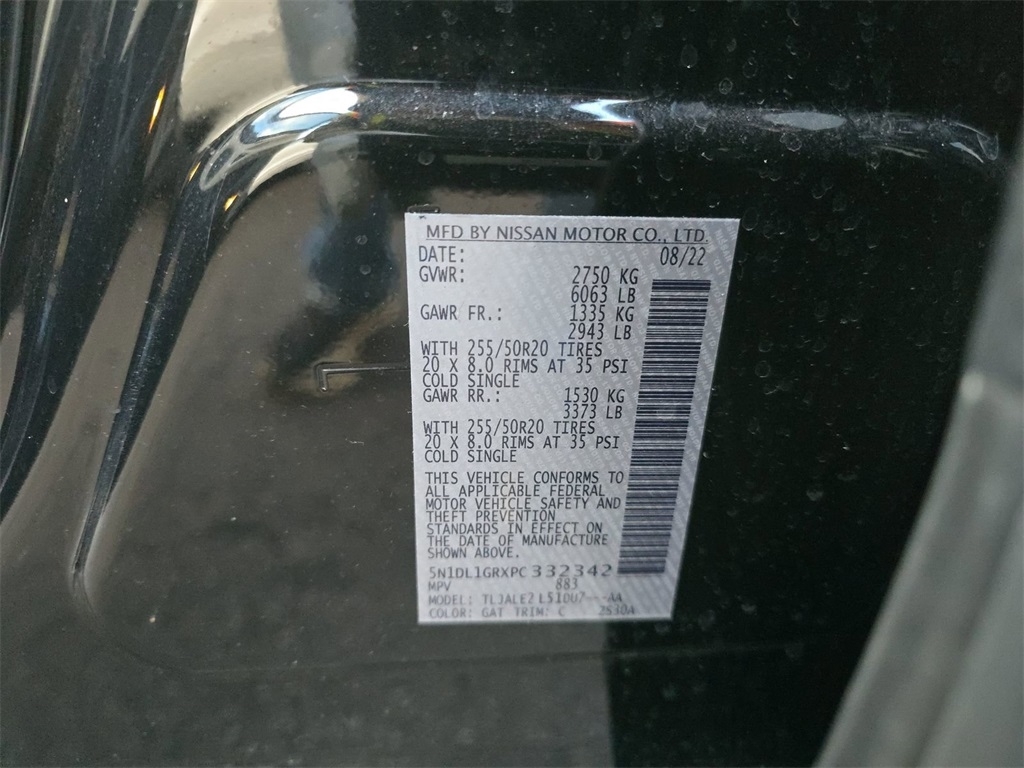 MFD BY NISSAN MOTOR CO., LTD.
DATE: 08/22
GVWR: 2750 KG
6063 LB
GAWR FR.: 1335 KG
2943 LB
WITH 255/50R20 TIRES
20 X 8.0 RIMS AT 35 PSI
COLD SINGLE
GAWR RR.: 1530 KG
3373 LB
WITH 255/50R20 TIRES
20 X 8.0 RIMS AT 35 PSI
COLD SINGLE
THIS VEHICLE CONFORMS TO
ALL APPLICABLE FEDERAL
MOTOR VEHICLE SAFETY AND
THEFT PREVENTION
STANDARDS IN EFFECT ON
THE DATE OF MANUFACTURE
SHOWN ABOVE.
5N1DL1GRXPC332342
MPV 883
MODEL: TLJALE2 L51DU7---AA
COLOR: GAT TRIM: C 2830A